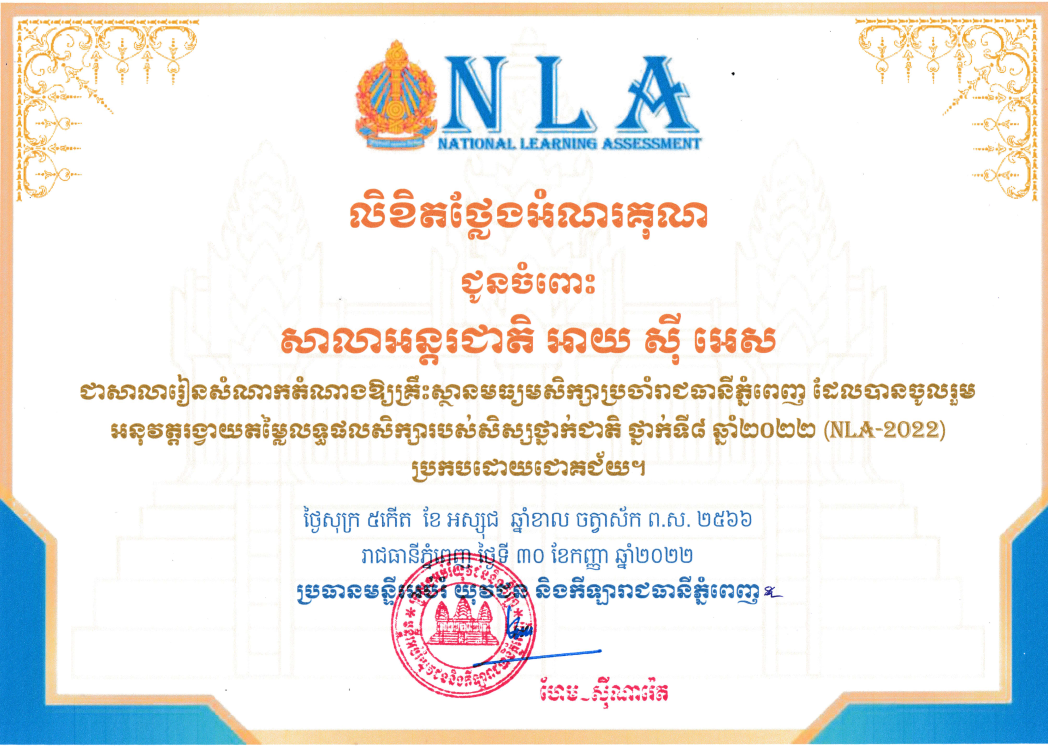 NLA
NATIONAL LEARNING ASSESSMENT
លិខិតថ្លែងអំណរគុណ
ជូនចំពោះ
សាលាអន្តរជាតិ អាយ ស៊ី អេស
ជាសាលារៀនសំណាកតំណាងឱ្យគ្រឹះស្ថានមធ្យមសិក្សាប្រចាំរាជធានីភ្នំពេញ ដែលបានចូលរួម
អនុវត្តរង្វាយតម្លៃលទ្ធផលសិក្សារបស់សិស្សថ្នាក់ជាតិ ថ្នាក់ទី៨ ឆ្នាំ២០២២ (NLA-2022)
ប្រកបដោយជោគជ័យ។
ថ្ងៃសុក្រ ៥កើត ខែ អស្សុជ ឆ្នាំខាល ចត្វាស័ក ព.ស. ២៥៦៦
រាជធានីភ្នំពេញ ថ្ងៃទី ៣០ ខែកញ្ញា ឆ្នាំ២០២២
ប្រធានមន្ទីរអប់រំ យុវជន និងកីឡារាជធានីភ្នំពេញ
ហែម ស៊ីណារ៉េត